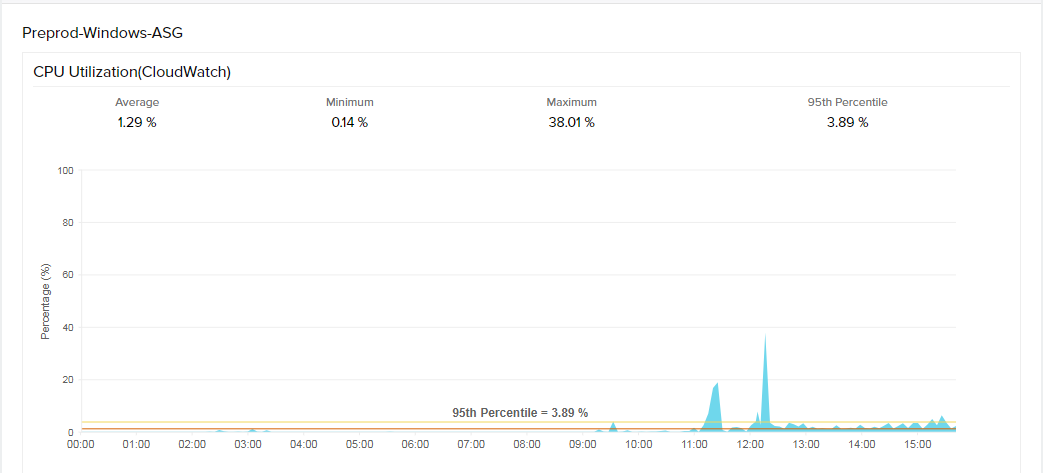 Preprod-Windows-ASG
CPU Utilization(CloudWatch)
Average Minimum Maximum 95th Percentile
1.29 % 0.14 % 38.01 % 3.89 %
100
80
60
40
20
0
Percentage (%)
95th Percentile = 3.89 %
00:00 01:00 02:00 03:00 04:00 05:00 06:00 07:00 08:00 09:00 10:00 11:00 12:00 13:00 14:00 15:00